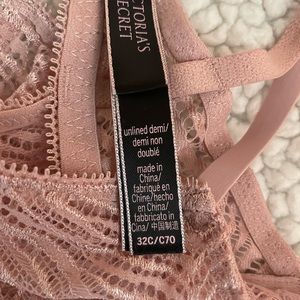 VICTORIA'S
SECRET
unlined demi/
demi non
doublé
made in
China/
fabriqué en
Chine/hecho
en China/
fabbricato in
Cina/ 中国制造
32C/C70